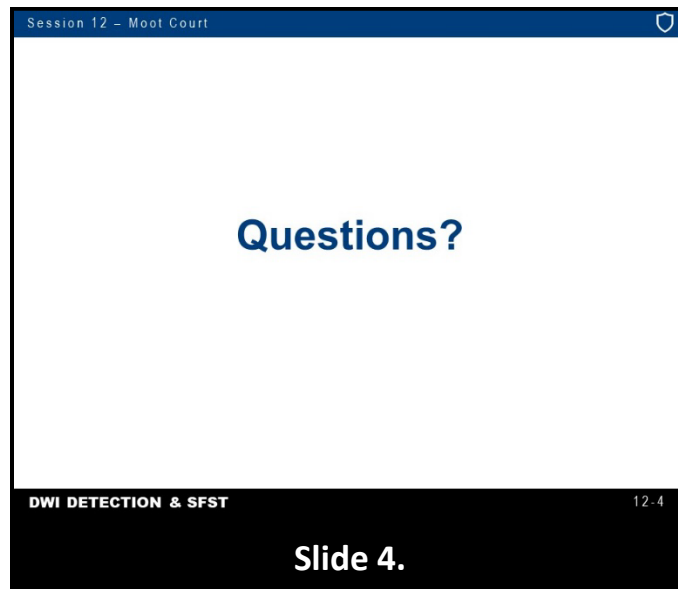 Session 12 – Moot Court
Questions?
DWI DETECTION & SFST
12-4
Slide 4.